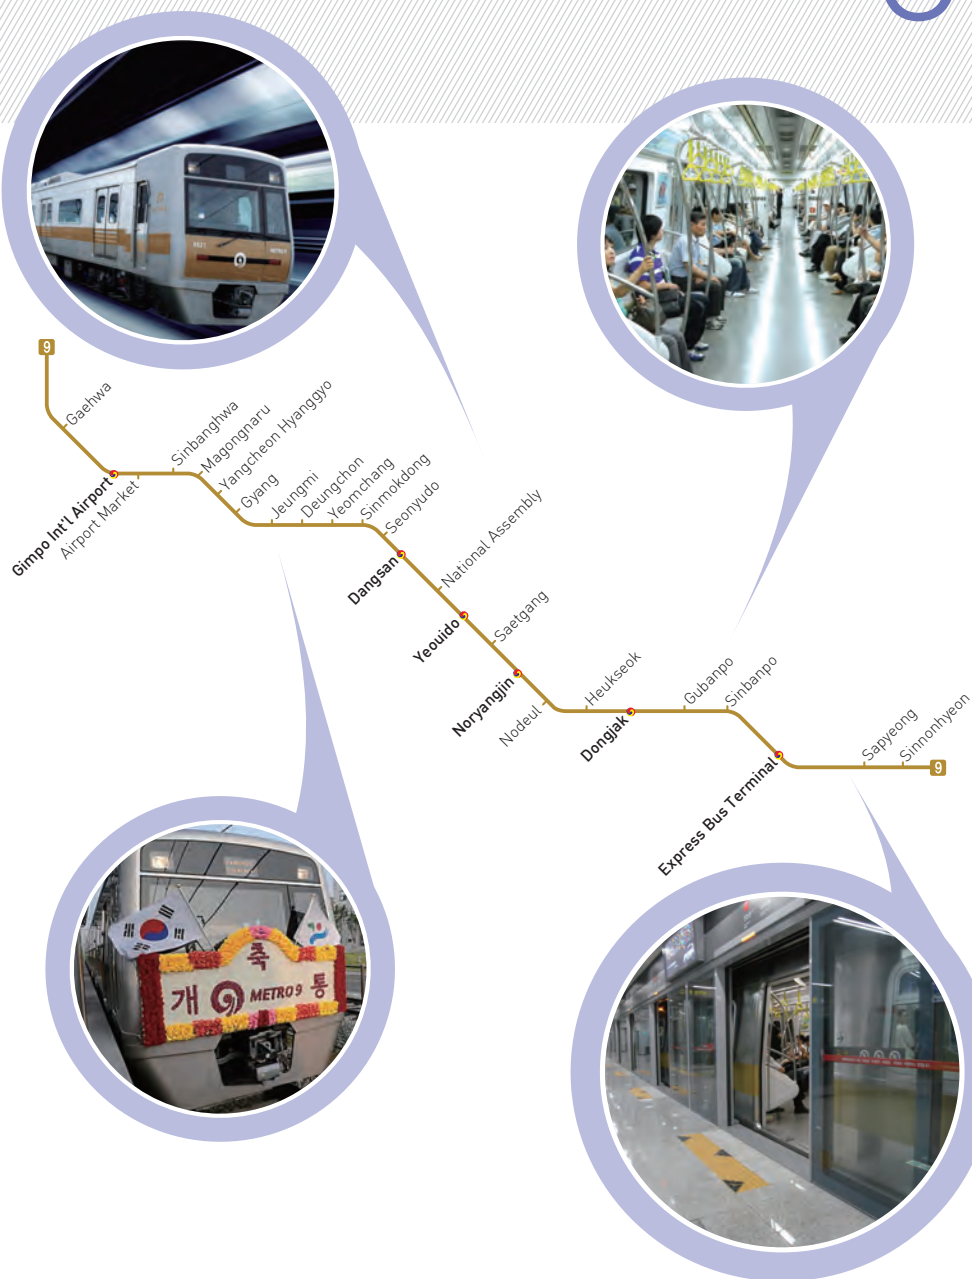 9
Gaehwa
Gimpo Int'l Airport
Airport Market
Sinbanghwa
Magongnaru
Yangcheon Hyanggyo
Gyang
Jeungmi
Deungchon
Yeomchang
Sinmokdong
Seonyudo
Dangsan
National Assembly
Yeouido
Saetgang
Noryangjin
Nodeul
Heukseok
Dongjak
Gubanpo
Sinbanpo
Express Bus Terminal
Sapyeong
Sinnonhyeon
9
축
개 METRO 9 통